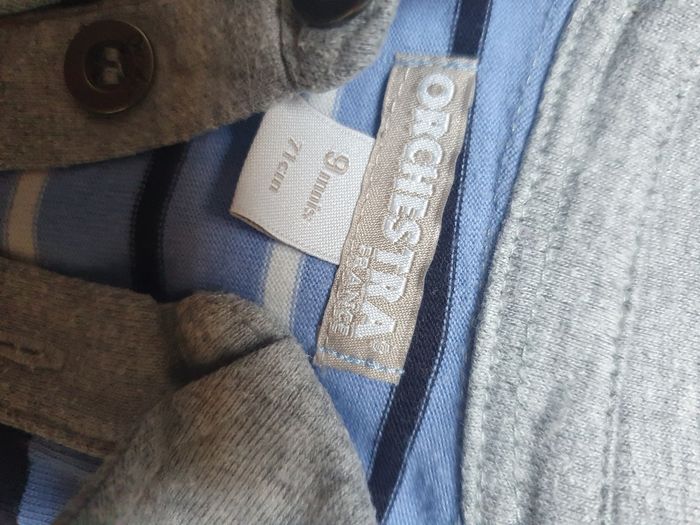 ORCHESTRA
FRANCE
9 mois
71 cm